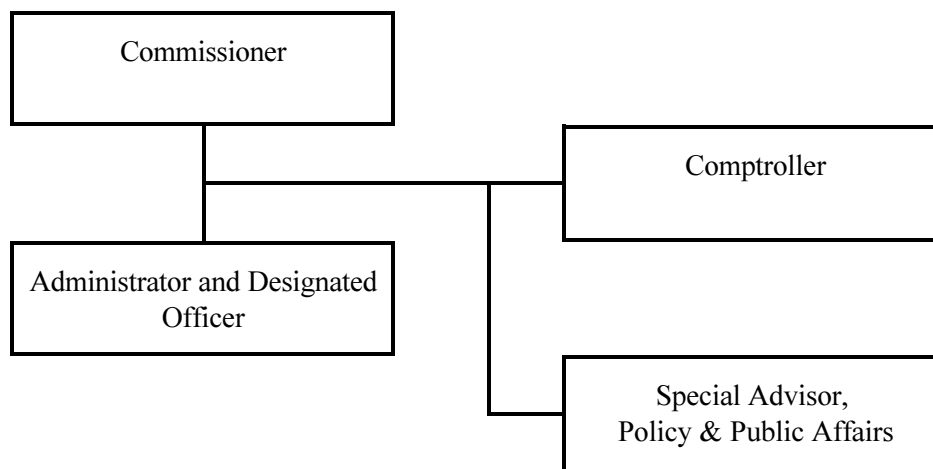 Commissioner
Comptroller
Administrator and Designated
Officer
Special Advisor,
Policy & Public Affairs